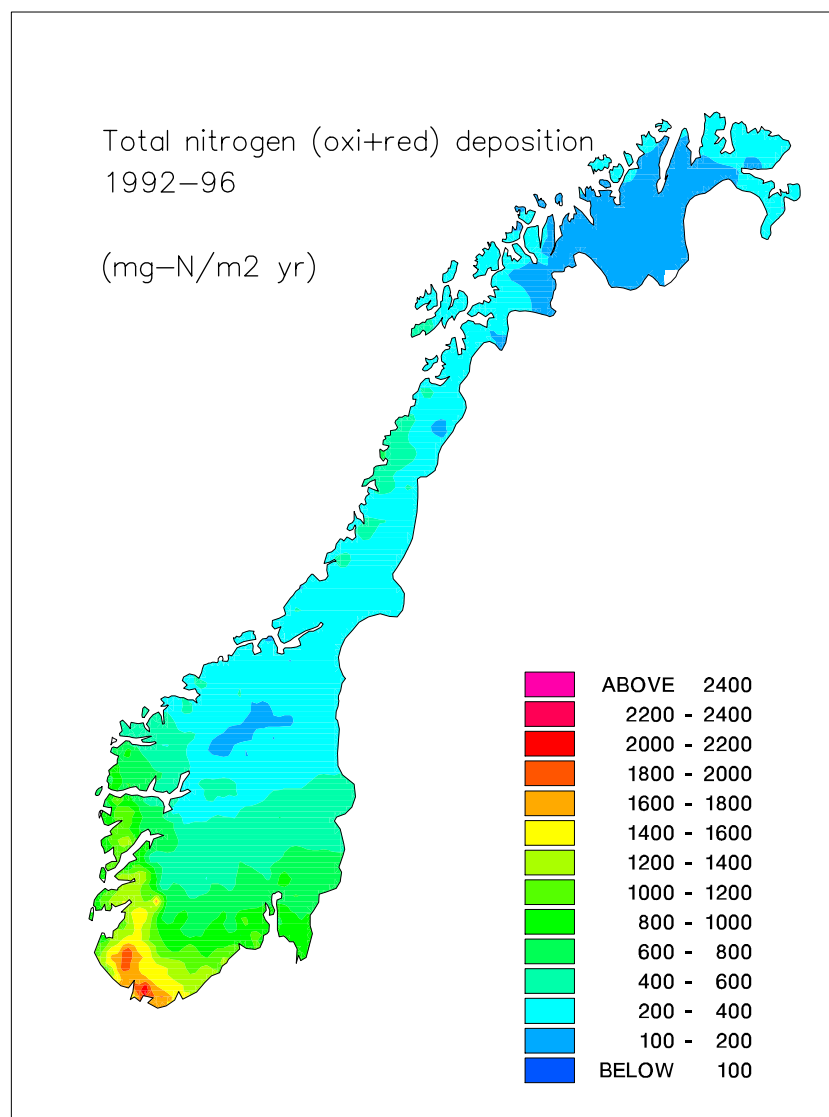 Total nitrogen (oxi+red) deposition
1992-96
(mg-N/m2 yr)
ABOVE 2400
2200 - 2400
2000 - 2200
1800 - 2000
1600 - 1800
1400 - 1600
1200 - 1400
1000 - 1200
800 - 1000
600 - 800
400 - 600
200 - 400
100 - 200
BELOW 100